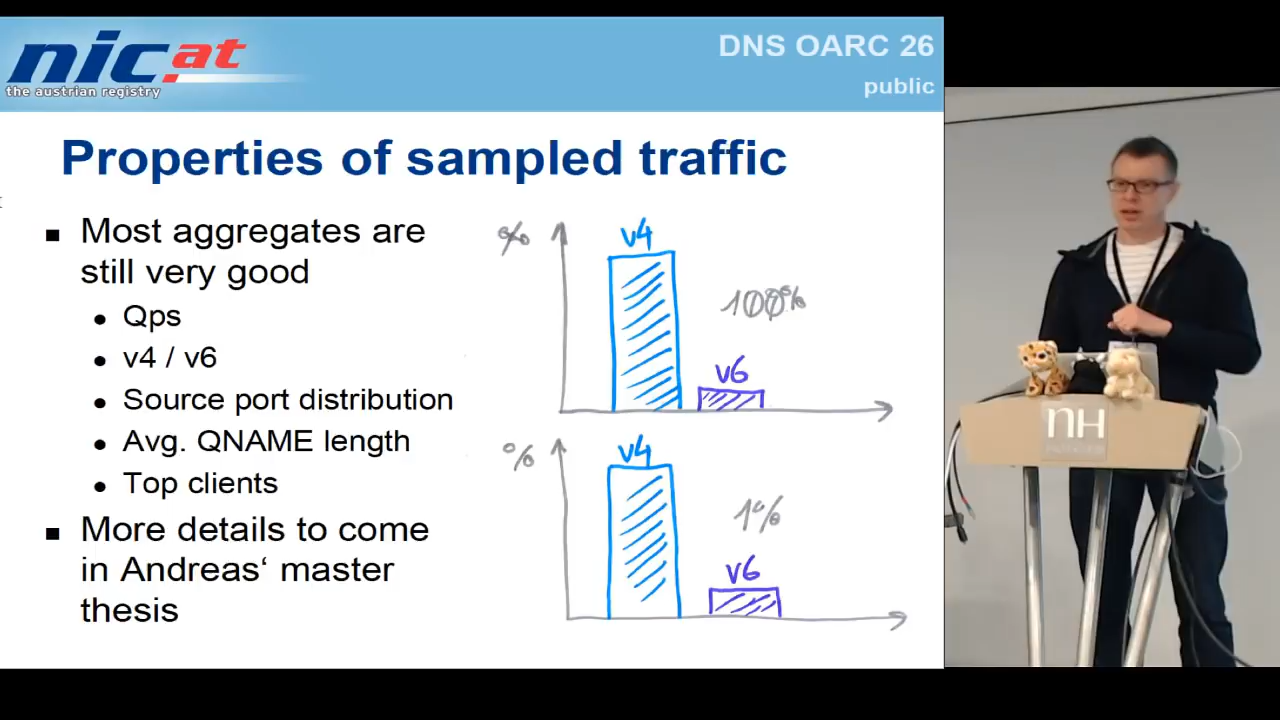 nic.at
the austrian registry
DNS OARC 26
public
Properties of sampled traffic
Most aggregates are
still very good
Qps
v4 / v6
Source port distribution
Avg. QNAME length
Top clients
More details to come
in Andreas‘ master
thesis
%
v4
100%
v6
%
v4
1%
v6
NH